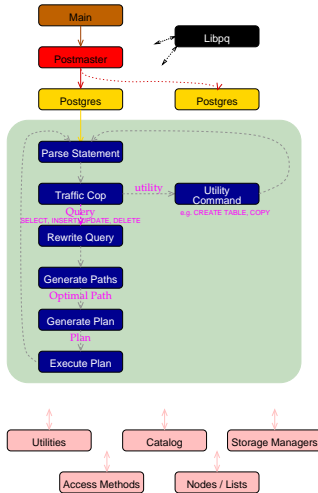 Main
Libpq
Postmaster
Postgres
Postgres
Parse Statement
utility
Traffic Cop
Utility
Command
Query
SELECT, INSERT, UPDATE, DELETE
e.g. CREATE TABLE, COPY
Rewrite Query
Generate Paths
Optimal Path
Generate Plan
Plan
Execute Plan
Utilities
Catalog
Storage Managers
Access Methods
Nodes / Lists